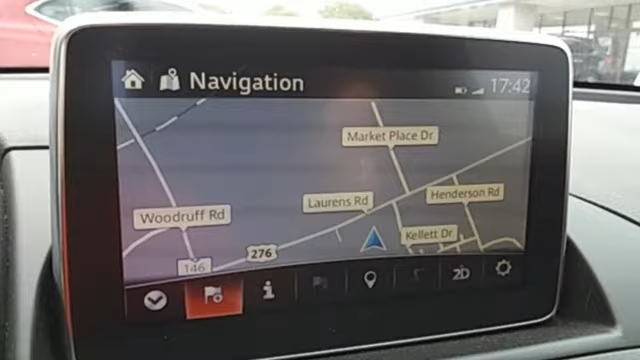 Navigation
17:42
Market Place Dr
Henderson Rd
Laurens Rd
Woodruff Rd
Kellett Dr
276
146
2D